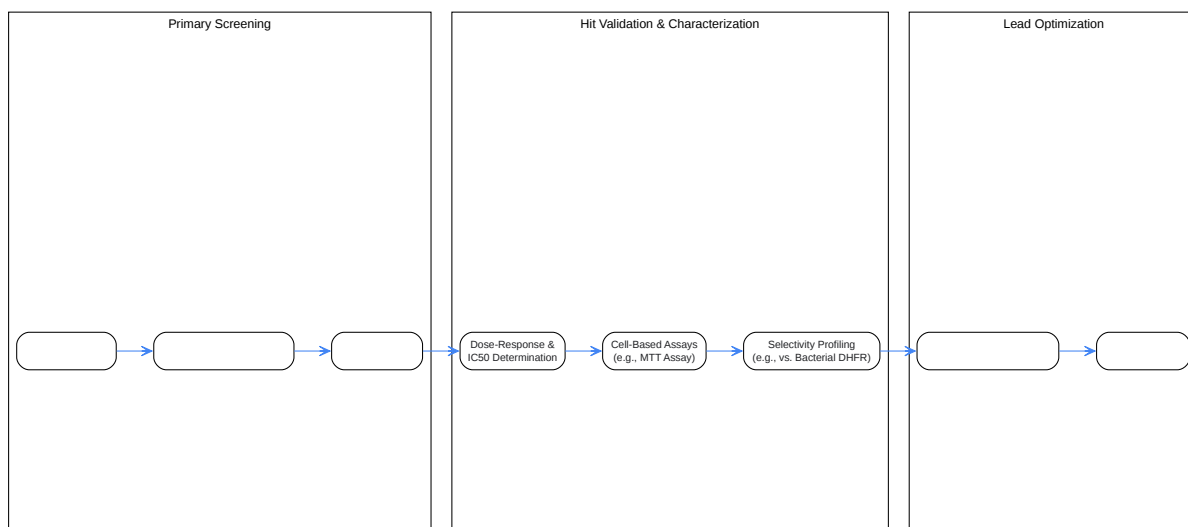 Primary Screening
Hit Validation & Characterization
Lead Optimization
Dose-Response &
IC50 Determination
Cell-Based Assays
(e.g., MTT Assay)
Selectivity Profiling
(e.g., vs. Bacterial DHFR)